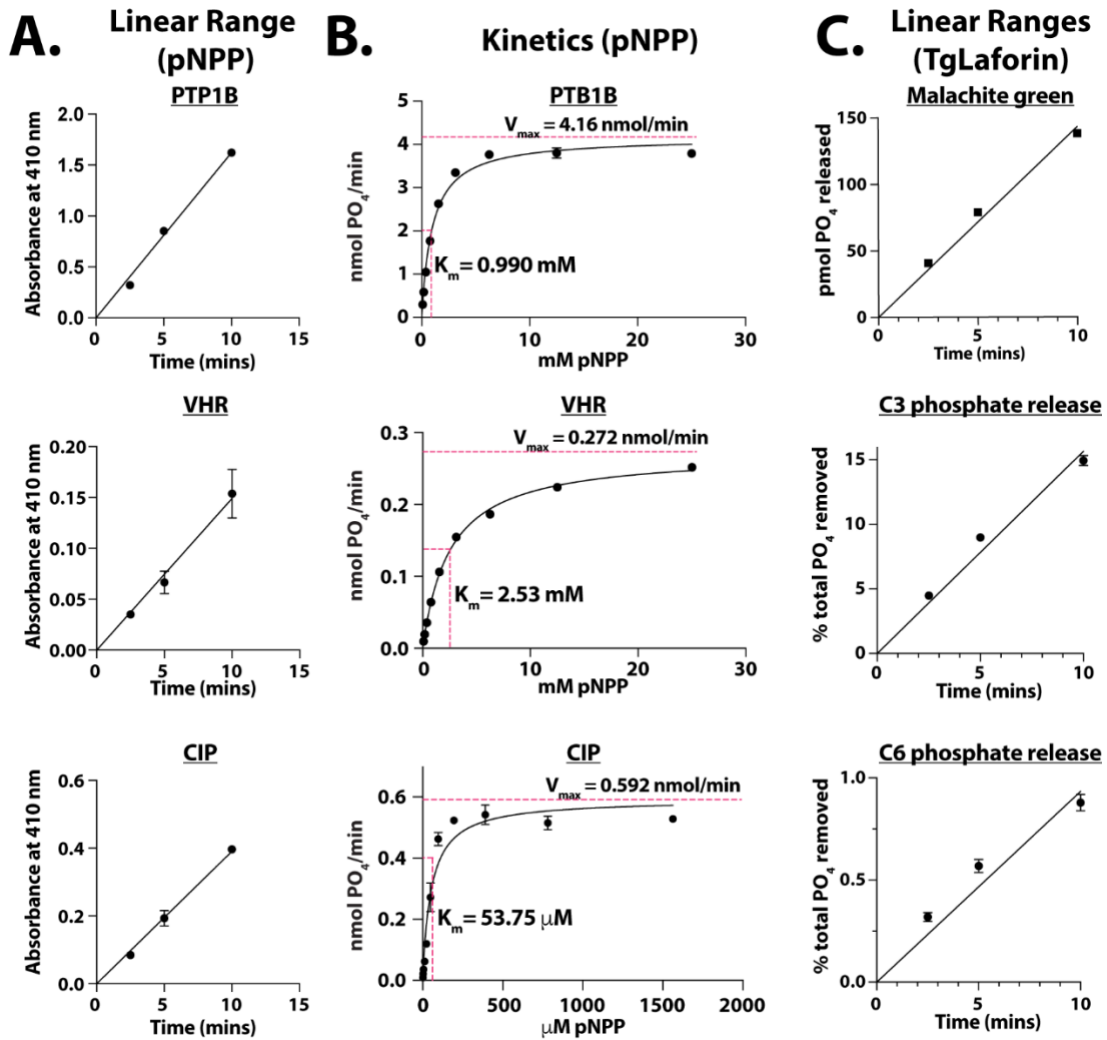 A.
Linear Range
(pNPP)
PTP1B
Absorbance at 410 nm
2.0
1.5
1.0
0.5
0.0
0 5 10 15
Time (mins)
VHR
Absorbance at 410 nm
0.20
0.15
0.10
0.05
0.00
0 5 10 15
Time (mins)
CIP
Absorbance at 410 nm
0.6
0.4
0.2
0.0
0 5 10 15
Time (mins)
B.
Kinetics (pNPP)
PTB1B
nmol PO4/min
5
4
3
2
1
0
Vmax = 4.16 nmol/min
Km = 0.990 mM
0 10 20 30
mM pNPP
VHR
nmol PO4/min
0.3
0.2
0.1
0.0
Vmax = 0.272 nmol/min
Km = 2.53 mM
0 10 20 30
mM pNPP
CIP
nmol PO4/min
0.6
0.4
0.2
0.0
Vmax = 0.592 nmol/min
Km = 53.75 μM
0 500 1000 1500 2000
μM pNPP
C.
Linear Ranges
(TgLaforin)
Malachite green
pmol PO4 released
150
100
50
0
0 5 10
Time (mins)
C3 phosphate release
% total PO4 removed
15
10
5
0
0 5 10
Time (mins)
C6 phosphate release
% total PO4 removed
1.0
0.5
0.0
0 5 10
Time (mins)